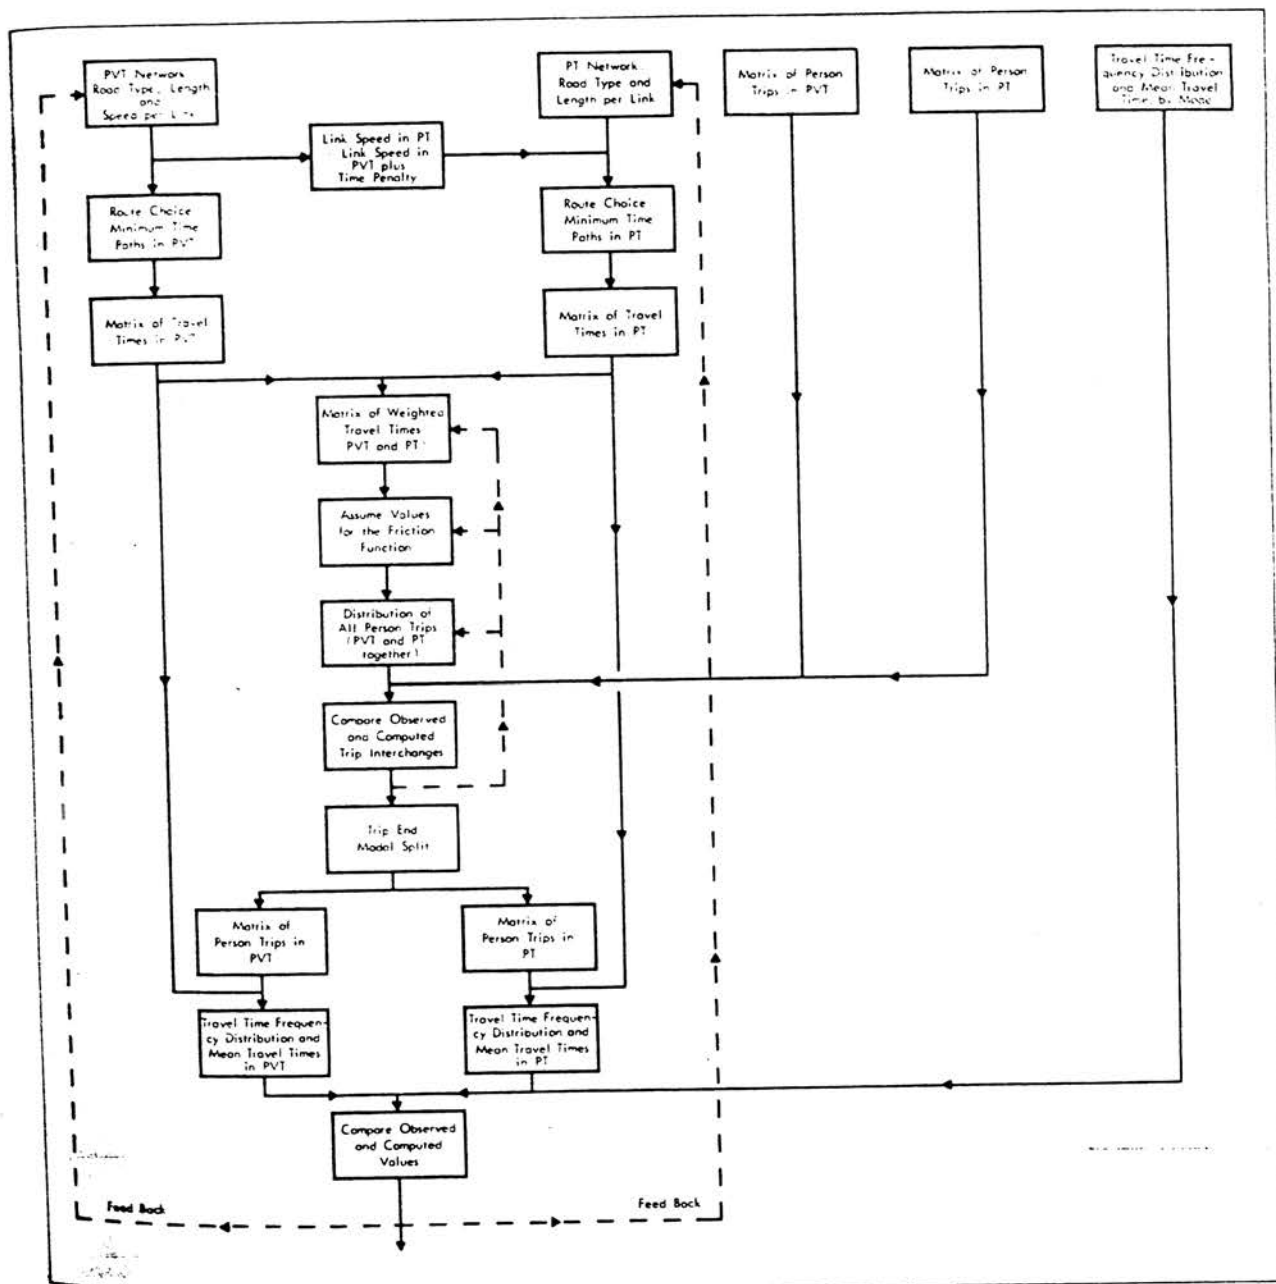 PVT Network
Road Type, Length
and
Speed per Link
PT Network
Road Type and
Length per Link
Matrix of Person
Trips in PVT
Matrix of Person
Trips in PT
Travel Time Fre-
quency Distribution
and Mean Travel
Times by Mode
Link Speed in PT
Link Speed in
PVT plus
Time Penalty
Route Choice
Minimum Time
Paths in PVT
Route Choice
Minimum Time
Paths in PT
Matrix of Travel
Times in PVT
Matrix of Travel
Times in PT
Matrix of Weighted
Travel Times
PVT and PT
Assume Values
for the Friction
Function
Distribution of
All Person Trips
(PVT and PT
together)
Compare Observed
and Computed
Trip Interchanges
Trip End
Modal Split
Matrix of
Person Trips in
PVT
Matrix of
Person Trips in
PT
Travel Time Frequen-
cy Distribution and
Mean Travel Times
in PVT
Travel Time Frequen-
cy Distribution and
Mean Travel Times
in PT
Compare Observed
and Computed
Values
Feed Back
Feed Back